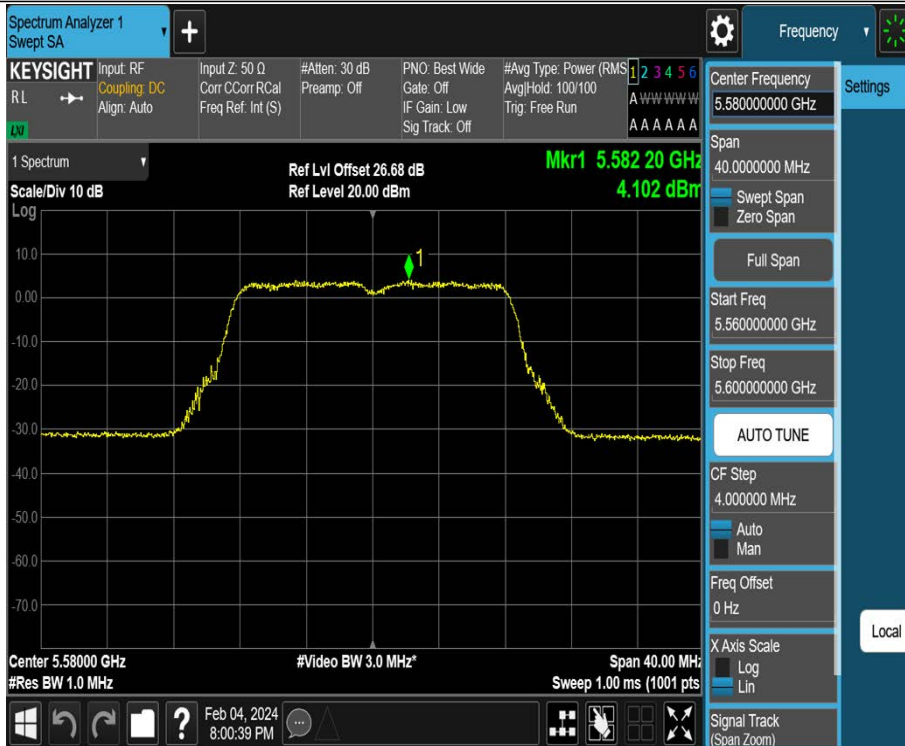 Spectrum Analyzer 1
Swept SA
+
Frequency
KEYSIGHT
RL
LXI
Input: RF
Coupling: DC
Align: Auto
Input Z: 50 Ω
Corr CCorr RCal
Freq Ref: Int (S)
#Atten: 30 dB
Preamp: Off
PNO: Best Wide
Gate: Off
IF Gain: Low
Sig Track: Off
#Avg Type: Power (RMS
Avg|Hold: 100/100
Trig: Free Run
1 2 3 4 5 6
A W W W W W
A A A A A A
1 Spectrum
Scale/Div 10 dB
Log
Ref Lvl Offset 26.68 dB
Ref Level 20.00 dBm
Mkr1 5.582 20 GHz
4.102 dBm
1
10.0
0.00
-10.0
-20.0
-30.0
-40.0
-50.0
-60.0
-70.0
Center 5.58000 GHz
#Res BW 1.0 MHz
#Video BW 3.0 MHz*
Span 40.00 MHz
Sweep 1.00 ms (1001 pts
Feb 04, 2024
8:00:39 PM
?
Center Frequency
5.580000000 GHz
Span
40.0000000 MHz
Swept Span
Zero Span
Full Span
Start Freq
5.560000000 GHz
Stop Freq
5.600000000 GHz
AUTO TUNE
CF Step
4.000000 MHz
Auto
Man
Freq Offset
0 Hz
X Axis Scale
Log
Lin
Signal Track
(Span Zoom)
Settings
Local